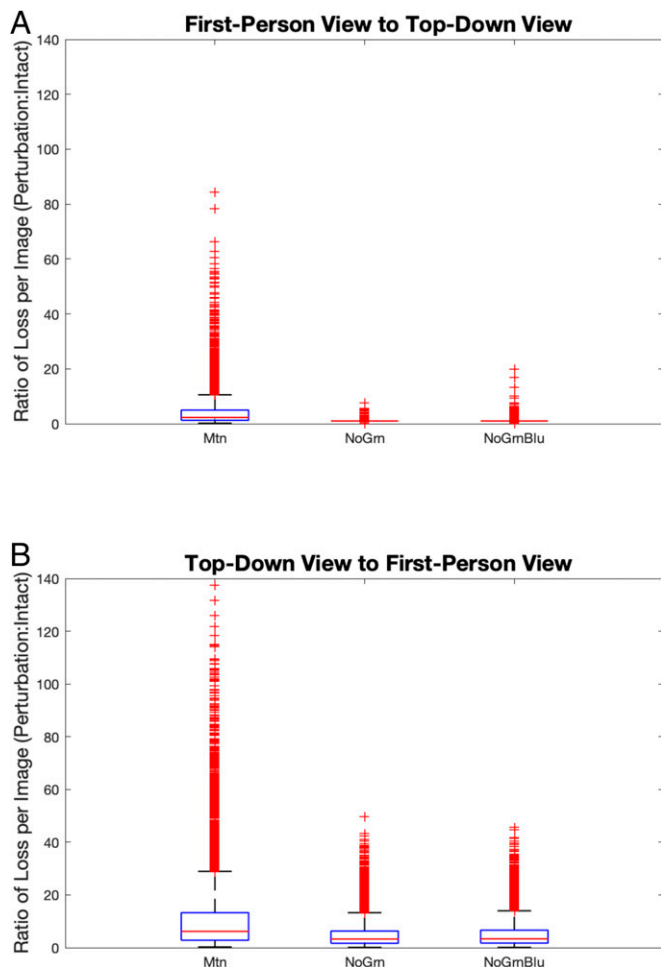 A
First-Person View to Top-Down View
Ratio of Loss per Image (Perturbation:Intact)
140
120
100
80
60
40
20
0
Mtn
NoGrn
NoGrnBlu
B
Top-Down View to First-Person View
Ratio of Loss per Image (Perturbation:Intact)
140
120
100
80
60
40
20
0
Mtn
NoGrn
NoGrnBlu